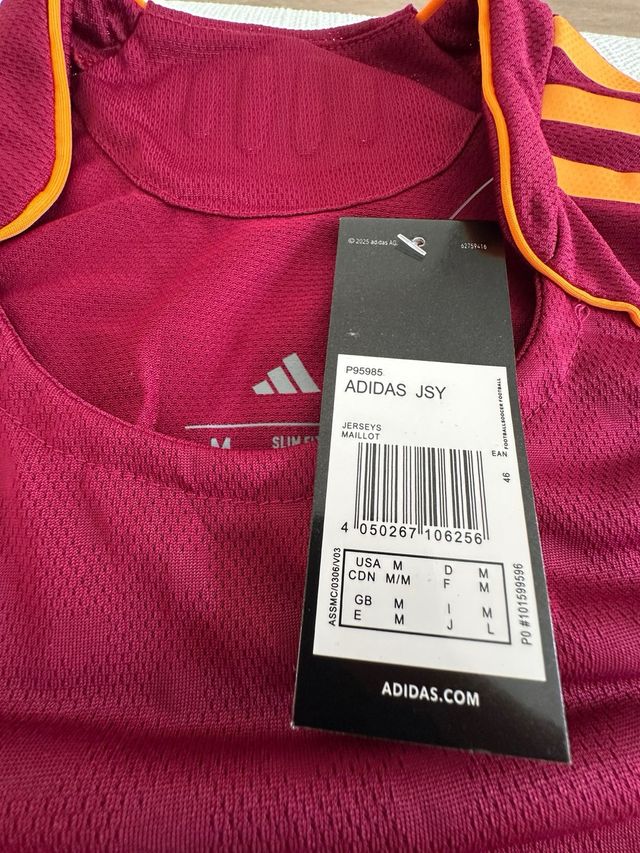 © 2025 adidas AG.
62759416
P95985
ADIDAS JSY
JERSEYS
MAILLOT
FOOTBALL/SOCCER FOOTBALL
EAN
46
4 050267 106256
USA M D M
CDN M/M F M
GB M I M
E M J L
ASSMC/0306/V03
PO #101599596
ADIDAS.COM
M
SLIM FIT